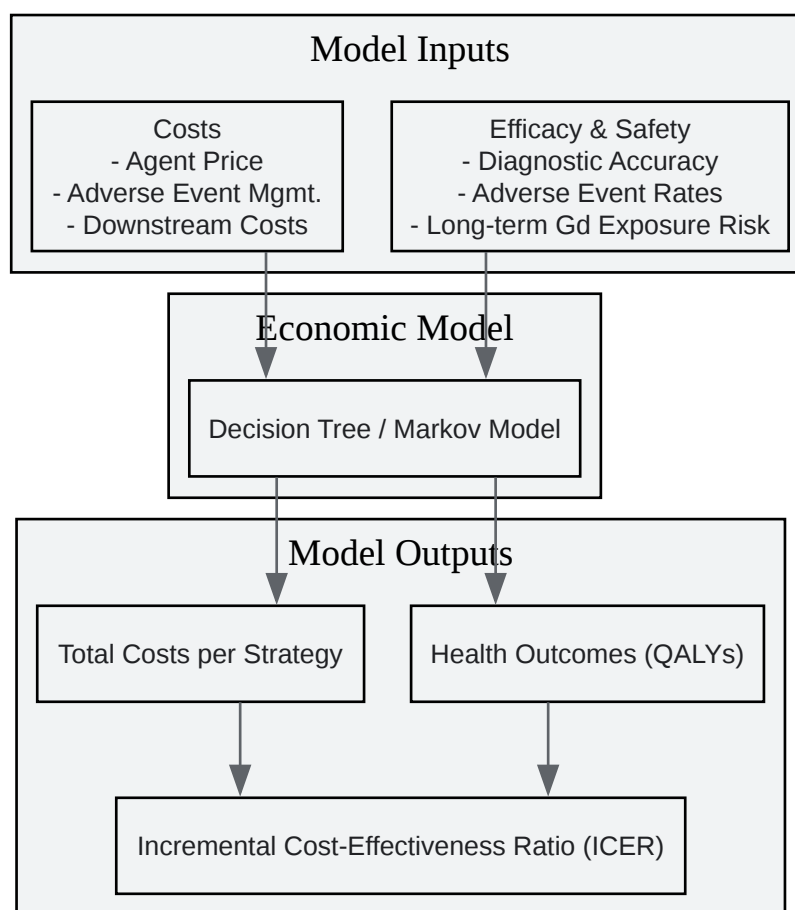 Model Inputs
Costs
- Agent Price
- Adverse Event Mgmt.
- Downstream Costs
Efficacy & Safety
- Diagnostic Accuracy
- Adverse Event Rates
- Long-term Gd Exposure Risk
Economic Model
Decision Tree / Markov Model
Model Outputs
Total Costs per Strategy
Health Outcomes (QALYs)
Incremental Cost-Effectiveness Ratio (ICER)